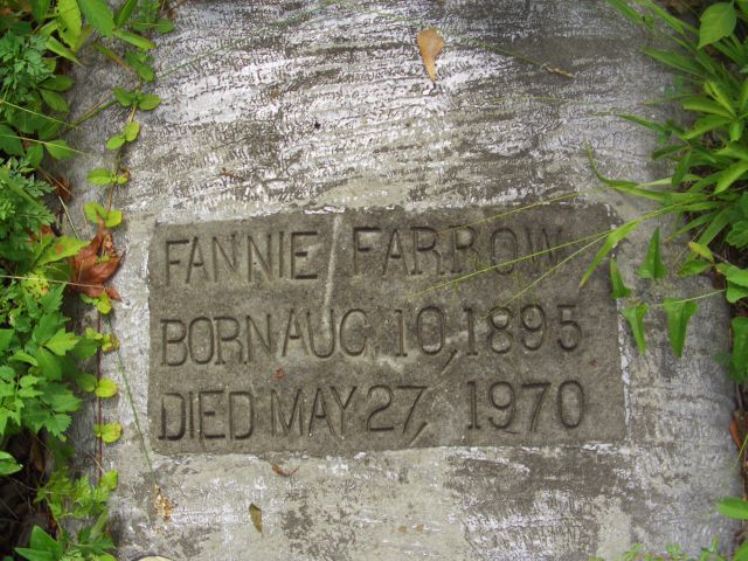 FANNIE FARROW
BORN AUG. 10, 1895
DIED MAY 27, 1970